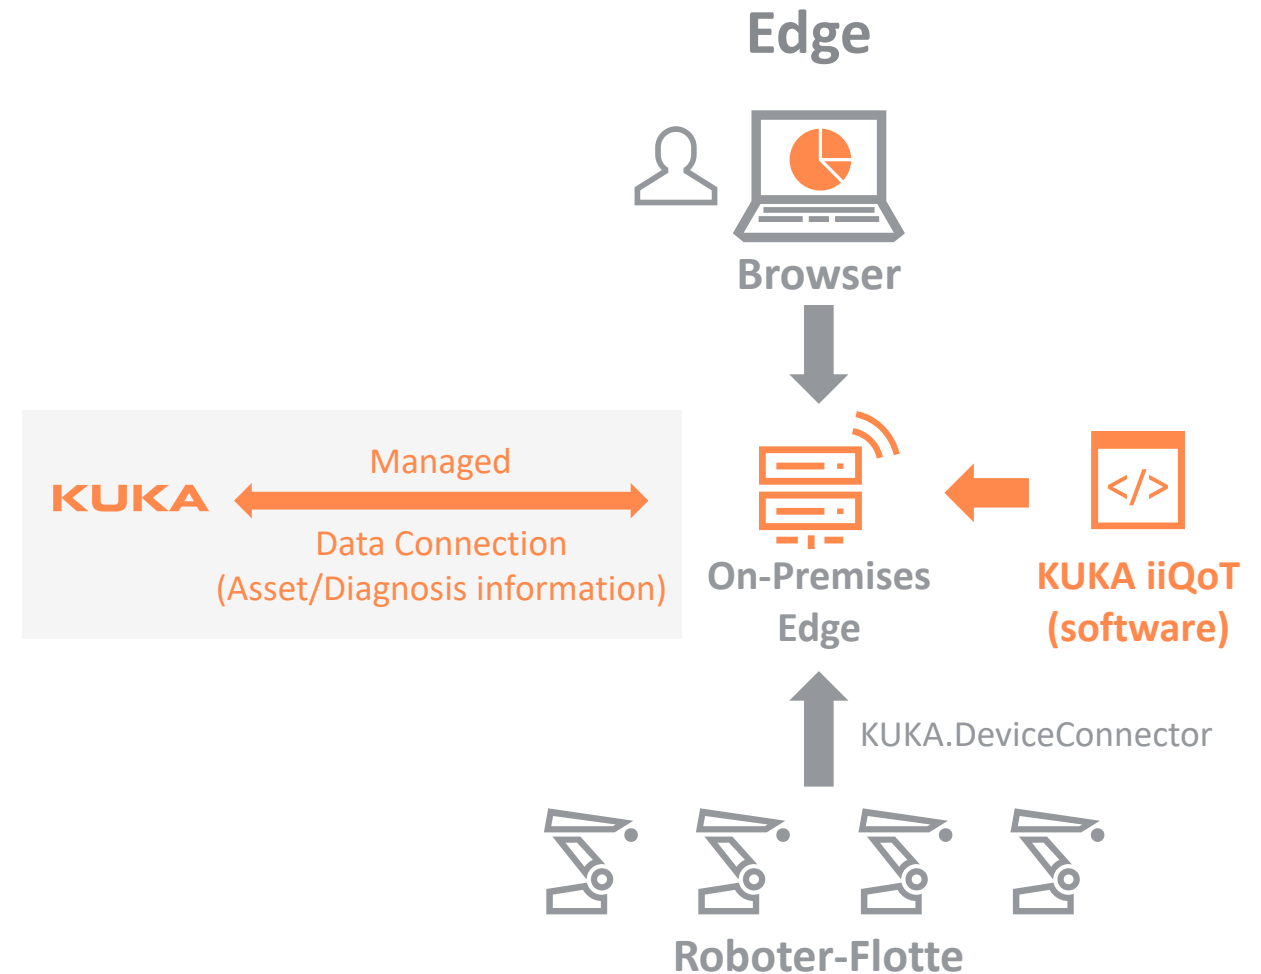 Edge
Browser
Managed
KUKA
Data Connection
(Asset/Diagnosis information)
</>
On-Premises
Edge
KUKA iiQoT
(software)
KUKA.DeviceConnector
Roboter-Flotte